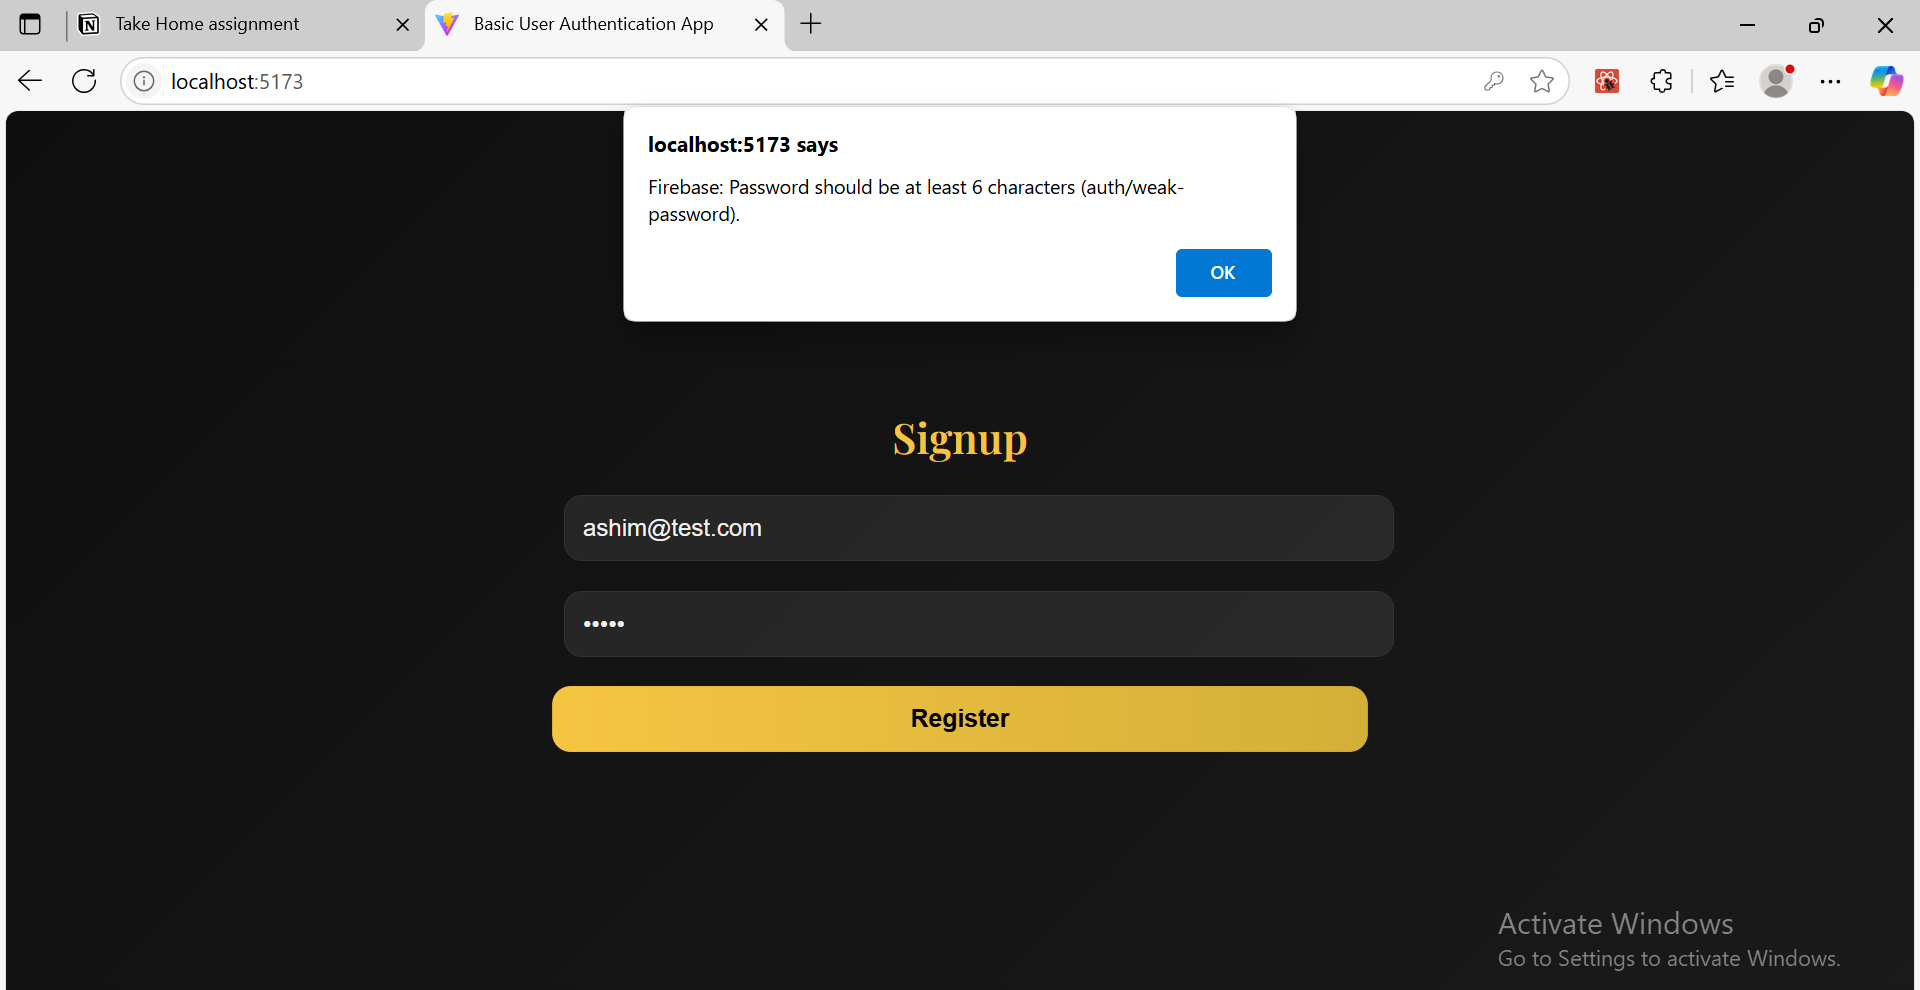 Take Home assignment
Basic User Authentication App
localhost:5173
localhost:5173 says
Firebase: Password should be at least 6 characters (auth/weak-
password).
OK
Signup
ashim@test.com
•••••
Register
Activate Windows
Go to Settings to activate Windows.